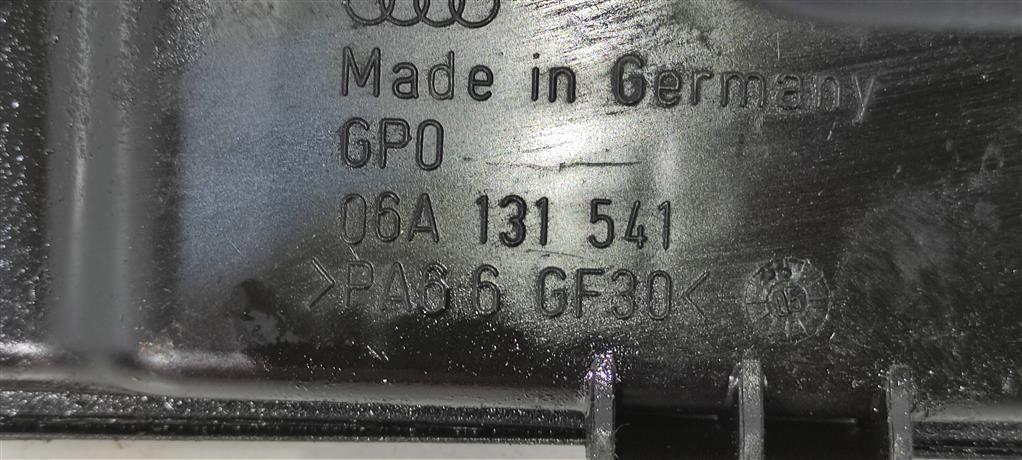 Made in Germany
GPO
06A 131 541
>PA6 6 GF30<